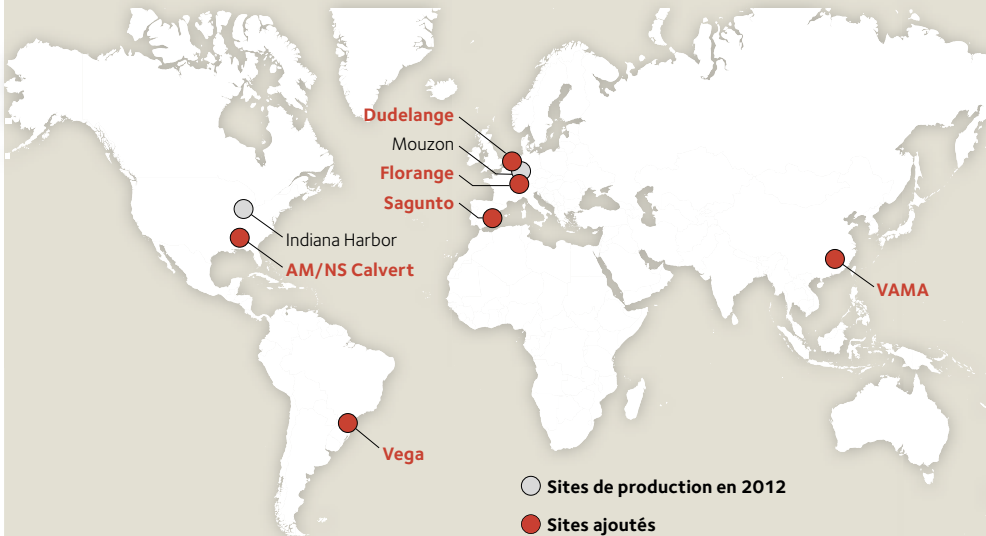 Dudelange
Mouzon
Florange
Sagunto
Indiana Harbor
AM/NS Calvert
VAMA
Vega
Sites de production en 2012
Sites ajoutés